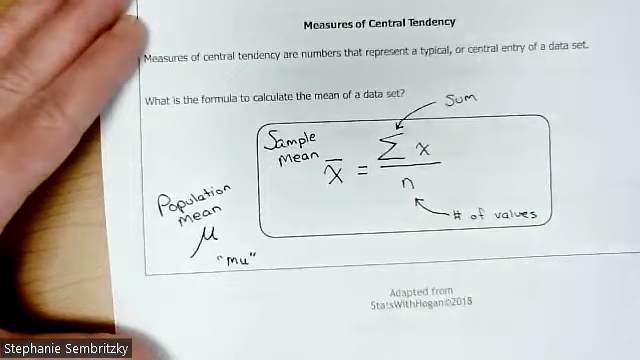 Measures of Central Tendency
Measures of central tendency are numbers that represent a typical, or central entry of a data set.
What is the formula to calculate the mean of a data set?
Sum
Sample
mean
x̄ = Σ x / n
# of values
Population
mean
μ
"mu"
Adapted from
StatsWithHogan©2018
Stephanie Sembritzky